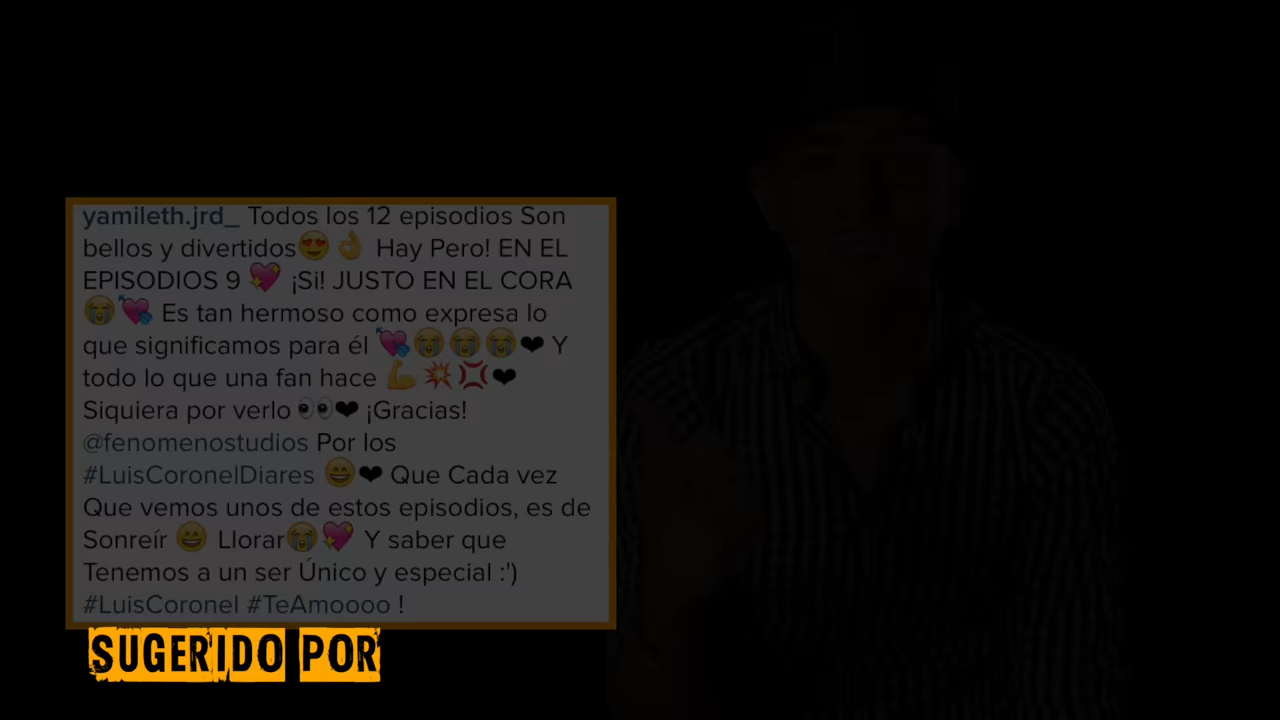 yamileth.jrd_ Todos los 12 episodios Son
bellos y divertidos😍👌 Hay Pero! EN EL
EPISODIOS 9 💖 ¡Si! JUSTO EN EL CORA
😭💘 Es tan hermoso como expresa lo
que significamos para él 💘😭😭😭❤ Y
todo lo que una fan hace 💪💥💢❤
Siquiera por verlo 👀❤ ¡Gracias!
@fenomenostudios Por los
#LuisCoronelDiares 😄❤ Que Cada vez
Que vemos unos de estos episodios, es de
Sonreír 😄 Llorar😭💖 Y saber que
Tenemos a un ser Único y especial :')
#LuisCoronel #TeAmoooo !
SUGERIDO POR